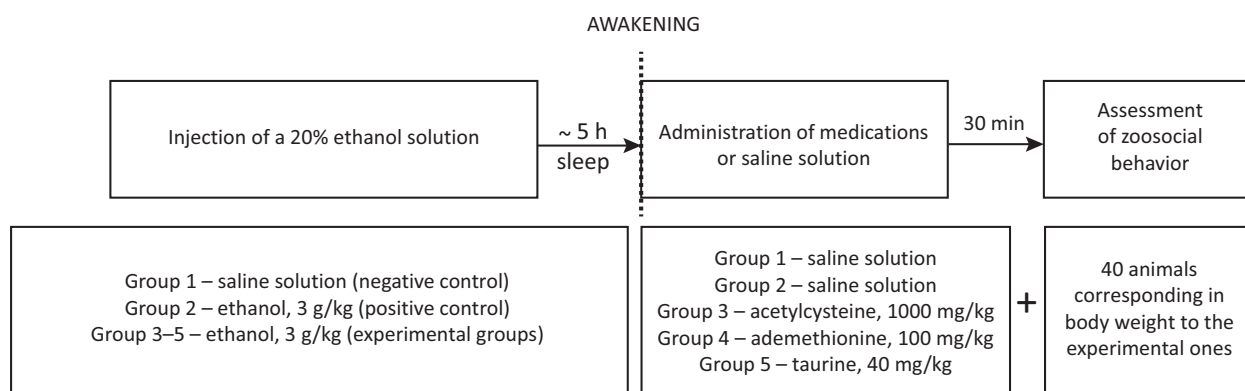 AWAKENING
Injection of a 20% ethanol solution
~ 5 h
sleep
Administration of medications
or saline solution
30 min
Assessment
of zoosocial
behavior
Group 1 – saline solution (negative control)
Group 2 – ethanol, 3 g/kg (positive control)
Group 3–5 – ethanol, 3 g/kg (experimental groups)
Group 1 – saline solution
Group 2 – saline solution
Group 3 – acetylcysteine, 1000 mg/kg
Group 4 – ademethionine, 100 mg/kg
Group 5 – taurine, 40 mg/kg
+
40 animals
corresponding in
body weight to the
experimental ones